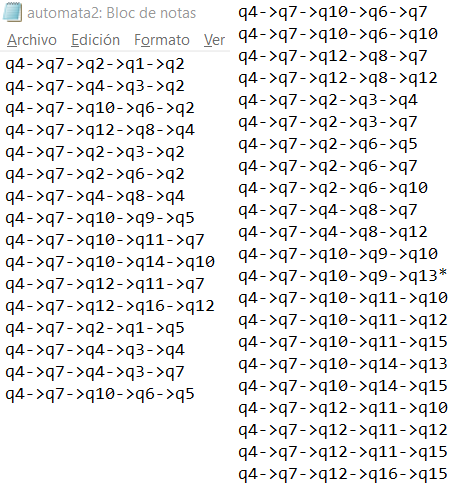 automata2: Bloc de notas
Archivo Edición Formato Ver
q4->q7->q2->q1->q2
q4->q7->q4->q3->q2
q4->q7->q10->q6->q2
q4->q7->q12->q8->q4
q4->q7->q2->q3->q2
q4->q7->q2->q6->q2
q4->q7->q4->q8->q4
q4->q7->q10->q9->q5
q4->q7->q10->q11->q7
q4->q7->q10->q14->q10
q4->q7->q12->q11->q7
q4->q7->q12->q16->q12
q4->q7->q2->q1->q5
q4->q7->q4->q3->q4
q4->q7->q4->q3->q7
q4->q7->q10->q6->q5
q4->q7->q10->q6->q7
q4->q7->q10->q6->q10
q4->q7->q12->q8->q7
q4->q7->q12->q8->q12
q4->q7->q2->q3->q4
q4->q7->q2->q3->q7
q4->q7->q2->q6->q5
q4->q7->q2->q6->q7
q4->q7->q2->q6->q10
q4->q7->q4->q8->q7
q4->q7->q4->q8->q12
q4->q7->q10->q9->q10
q4->q7->q10->q9->q13*
q4->q7->q10->q11->q10
q4->q7->q10->q11->q12
q4->q7->q10->q11->q15
q4->q7->q10->q14->q13
q4->q7->q10->q14->q15
q4->q7->q12->q11->q10
q4->q7->q12->q11->q12
q4->q7->q12->q11->q15
q4->q7->q12->q16->q15